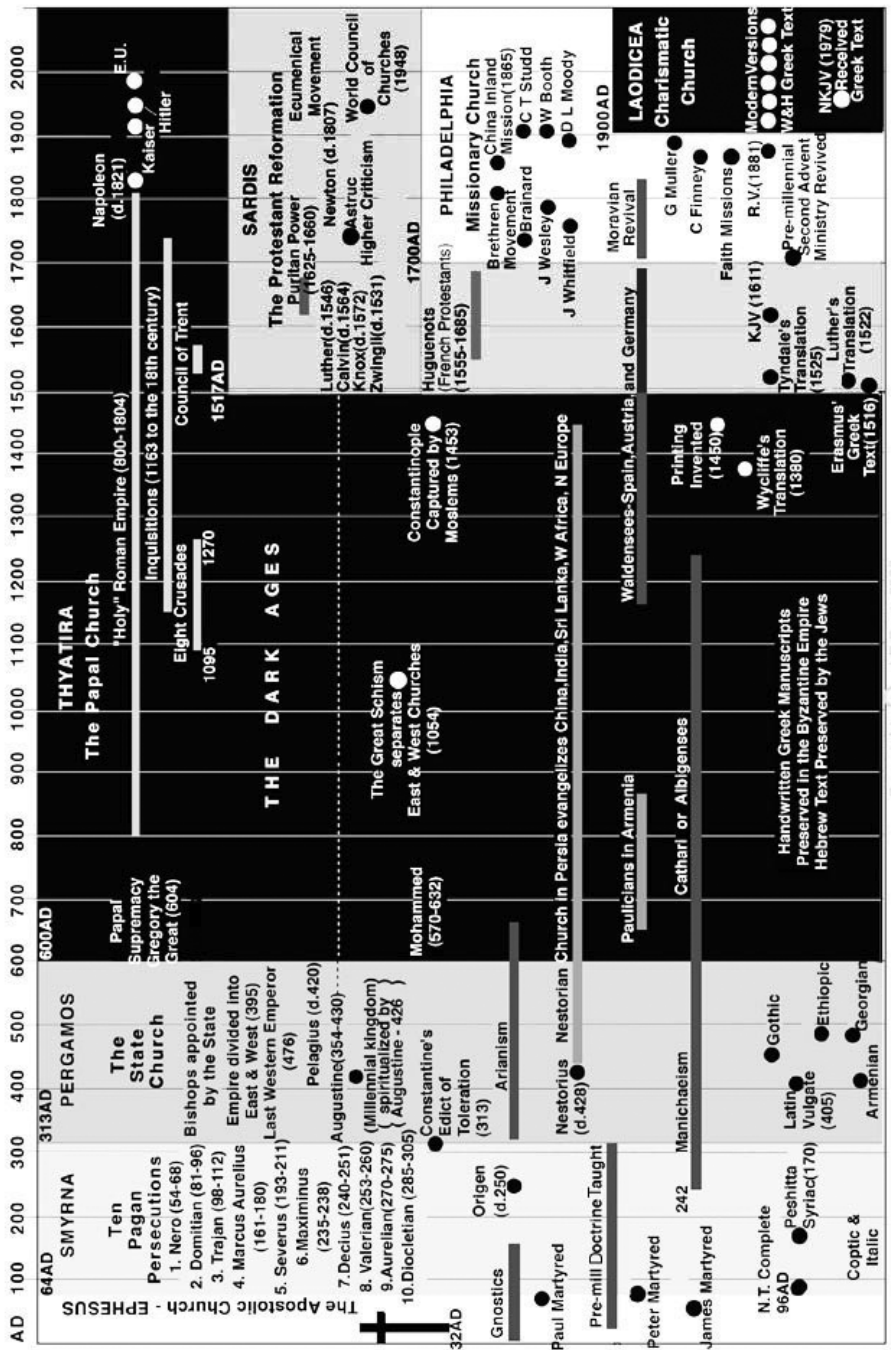 AD
100
200
300
400
500
600
700
800
900
1000
1100
1200
1300
1400
1500
1600
1700
1800
1900
2000
The Apostolic Church - EPHESUS
32AD
Gnostics
Paul Martyred
Pre-mill Doctrine Taught
Peter Martyred
James Martyred
N.T. Complete
96AD
64AD
SMYRNA
Ten
Pagan
Persecutions
1. Nero (54-68)
2. Domitian (81-96)
3. Trajan (98-112)
4. Marcus Aurelius
(161-180)
5. Severus (193-211)
6.Maximinus
(235-238)
7. Decius (240-251)
8. Valerian(253-260)
9.Aurelian(270-275)
10.Diocletian (285-305)
Origen
(d.250)
242
Peshitta
Syriac(170)
Coptic &
Italic
313AD
PERGAMOS
The
State
Church
Bishops appointed
by the State
Empire divided into
East & West (395)
Last Western Emperor
(476)
Pelagius (d.420)
Augustine(354-430)
(Millennial kingdom)
{ spiritualized by }
Augustine - 426
Constantine's
Edict of
Toleration
(313)
Arianism
Nestorius
(d.428)
Manichaeism
Gothic
Latin
Vulgate
(405)
Ethiopic
Georgian
Armenian
600AD
THYATIRA
The Papal Church
Papal
Supremacy
Gregory the
Great (604)
"Holy" Roman Empire (800-1804)
Inquisitions (1163 to the 18th century)
Eight Crusades
1095
1270
Council of Trent
1517AD
THE DARK AGES
Mohammed
(570-632)
The Great Schism
separates
East & West Churches
(1054)
Constantinople
Captured by
Moslems (1453)
Nestorian Church in Persia evangelizes China,India,Sri Lanka,W Africa, N Europe
Paulicians in Armenia
Waldensees-Spain,Austria,and Germany
Cathari or Albigenses
Printing
Invented
(1450)
Wycliffe's
Translation
(1380)
Handwritten Greek Manuscripts
Preserved in the Byzantine Empire
Hebrew Text Preserved by the Jews
Erasmus'
Greek
Text(1516)
Napoleon
(d.1821)
Kaiser
Hitler
E.U.
SARDIS
The Protestant Reformation
Puritan Power
(1625-1660)
Luther(d.1546)
Calvin(d.1564)
Knox(d.1572)
Zwingli(d.1531)
Newton (d.1807)
Astruc
Higher Criticism
Ecumenical
Movement
World Council
of Churches
(1948)
1700AD
Huguenots
(French Protestants)
(1555-1685)
PHILADELPHIA
Missionary Church
Brethren
Movement
China Inland
Mission(1865)
Brainard
C T Studd
J Wesley
W Booth
J Whitfield
D L Moody
1900AD
Moravian
Revival
G Muller
C Finney
Faith Missions
KJV (1611)
R.V.(1881)
Tyndale's
Translation
(1525)
Luther's
Translation
(1522)
Pre-millennial
Second Advent
Ministry Revived
LAODICEA
Charismatic
Church
Modern Versions
W&H Greek Text
NKJV (1979)
Received
Greek Text